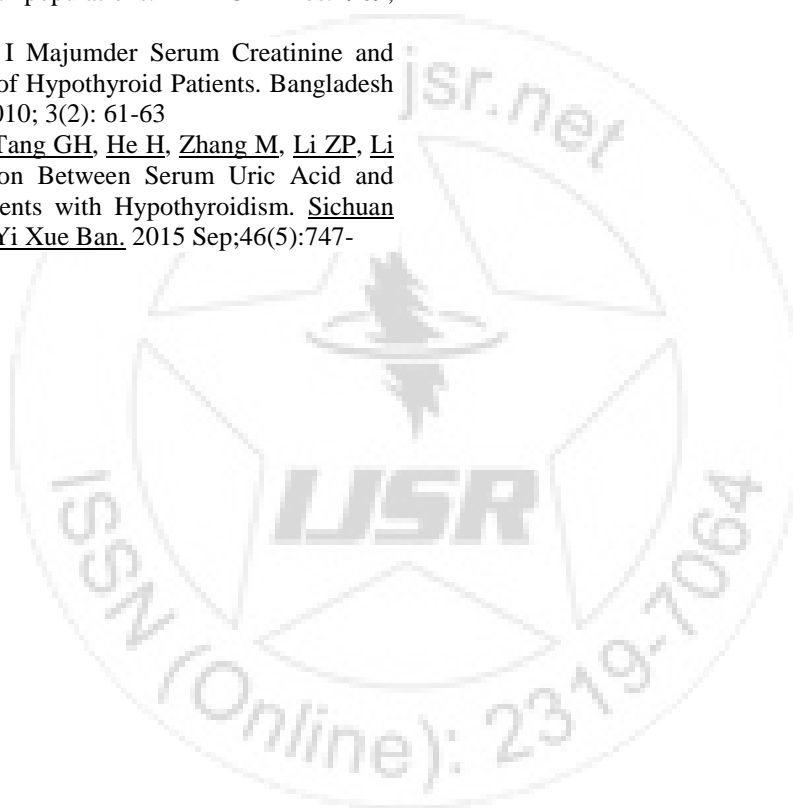 populations.
I Majumder Serum Creatinine and
of Hypothyroid Patients. Bangladesh
010; 3(2): 61-63
Tang GH, He H, Zhang M, Li ZP, Li
on Between Serum Uric Acid and
ents with Hypothyroidism. Sichuan
Yi Xue Ban. 2015 Sep;46(5):747-
jsr.net
IJSR
ISSN (Online): 2319-7064